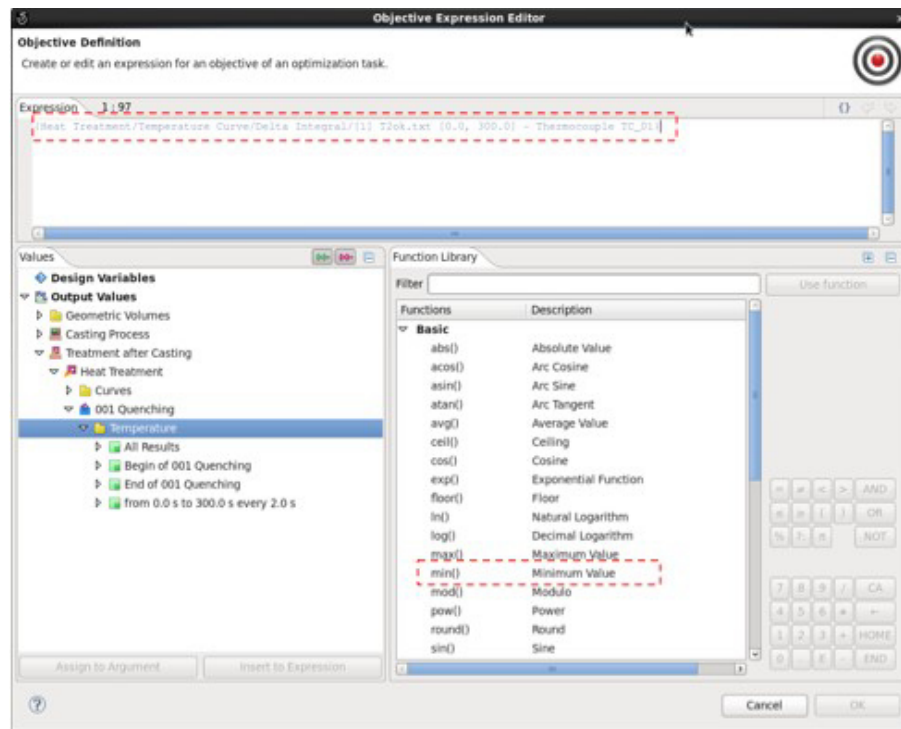 Objective Expression Editor
Objective Definition
Create or edit an expression for an objective of an optimization task.
Expression 1:97
{Heat Treatment/Temperature Curve/Delta Integral/[1] T2ok.txt [0.0, 300.0] - Thermocouple TC_01}
Values
Design Variables
Output Values
Geometric Volumes
Casting Process
Treatment after Casting
Heat Treatment
Curves
001 Quenching
Temperature
All Results
Begin of 001 Quenching
End of 001 Quenching
from 0.0 s to 300.0 s every 2.0 s
Assign to Argument Insert to Expression
Function Library
Filter Use function
Functions Description
Basic
abs() Absolute Value
acos() Arc Cosine
asin() Arc Sine
atan() Arc Tangent
avg() Average Value
ceil() Ceiling
cos() Cosine
exp() Exponential Function
floor() Floor
ln() Natural Logarithm
log() Decimal Logarithm
max() Maximum Value
min() Minimum Value
mod() Modulo
pow() Power
round() Round
sin() Sine
= ≠ < > AND
≤ ≥ ( ) OR
% ?: π NOT
7 8 9 / CA
4 5 6 * ←
1 2 3 + HOME
0 . E - END
Cancel OK